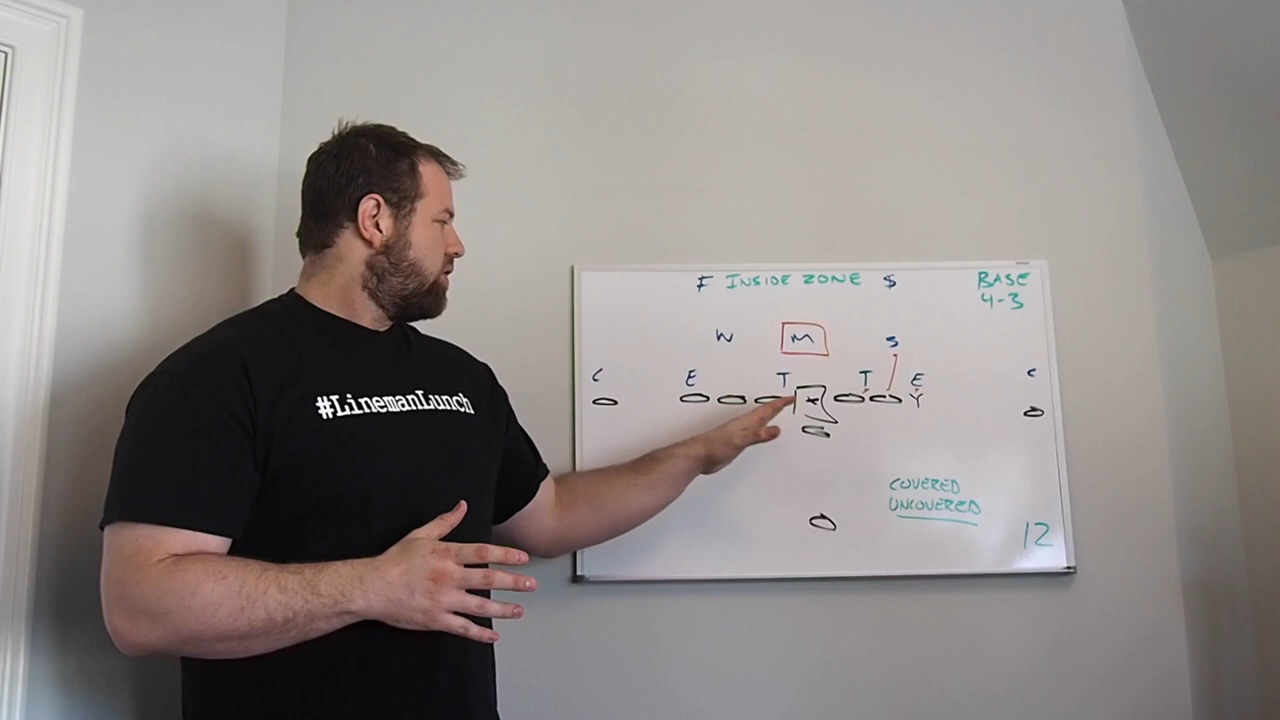 #LinemanLunch
F INSIDE ZONE $
BASE
4-3
W M S
C E T T E C
Y
COVERED
UNCOVERED
12